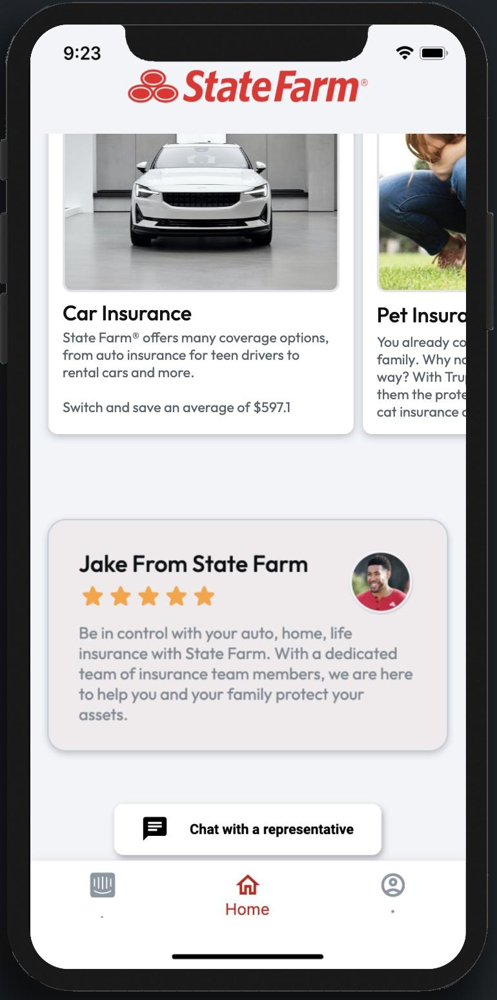 9:23
StateFarm®
Car Insurance
State Farm® offers many coverage options,
from auto insurance for teen drivers to
rental cars and more.
Switch and save an average of $597.1
Pet Insura
You already co
family. Why no
way? With Tru
them the prote
cat insurance
Jake From State Farm
Be in control with your auto, home, life
insurance with State Farm. With a dedicated
team of insurance team members, we are here
to help you and your family protect your
assets.
Chat with a representative
Home